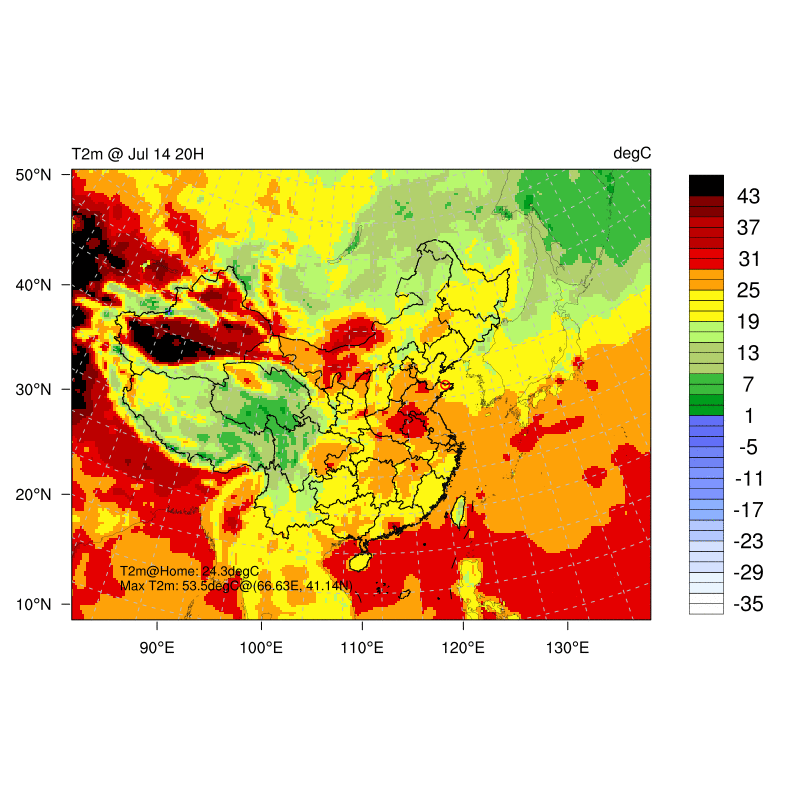 T2m @ Jul 14 20H degC
50°N
40°N
30°N
20°N
10°N
90°E 100°E 110°E 120°E 130°E
T2m@Home: 24.3degC
Max T2m: 53.5degC@(66.63E, 41.14N)
43
37
31
25
19
13
7
1
-5
-11
-17
-23
-29
-35